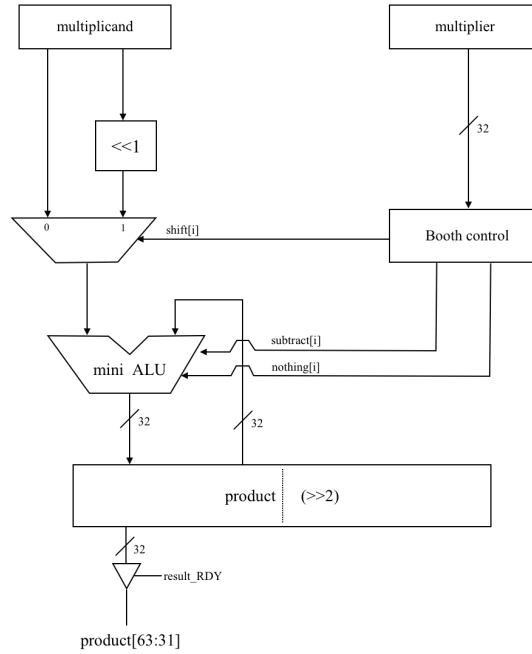 multiplicand
multiplier
<<1
32
0
1
shift[i]
Booth control
subtract[i]
mini ALU
nothing[i]
32
32
product
(>>2)
32
result_RDY
product[63:31]